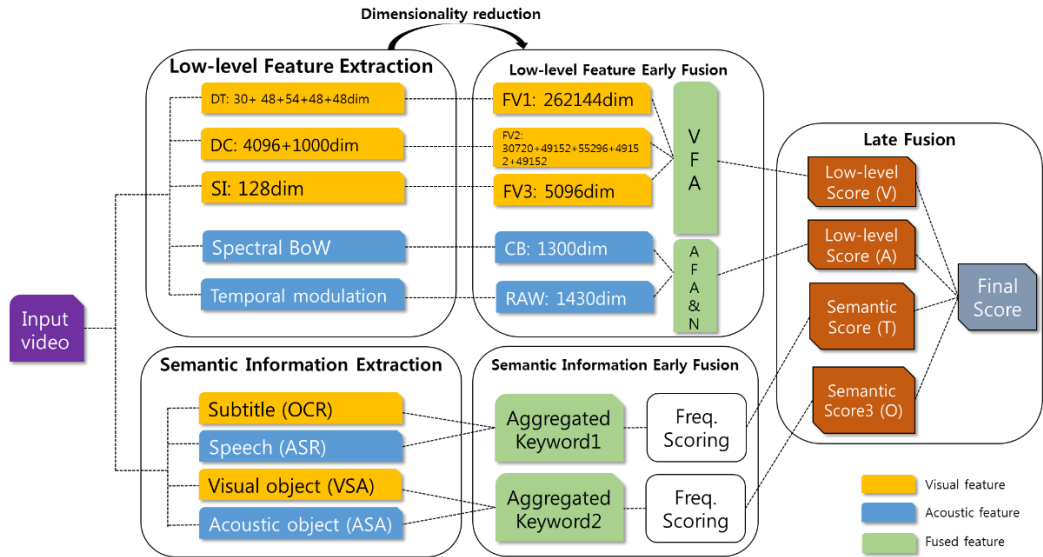 Dimensionality reduction
Low-level Feature Extraction
DT: 30+ 48+54+48+48dim
DC: 4096+1000dim
SI: 128dim
Spectral BoW
Temporal modulation
Low-level Feature Early Fusion
FV1: 262144dim
FV2:
30720+49152+55296+4915
2+49152
FV3: 5096dim
CB: 1300dim
RAW: 1430dim
V
F
A
A
F
A
&
N
Late Fusion
Low-level
Score (V)
Low-level
Score (A)
Semantic
Score (T)
Semantic
Score3 (O)
Final
Score
Input
video
Semantic Information Extraction
Subtitle (OCR)
Speech (ASR)
Visual object (VSA)
Acoustic object (ASA)
Semantic Information Early Fusion
Aggregated
Keyword1
Freq.
Scoring
Aggregated
Keyword2
Freq.
Scoring
Visual feature
Acoustic feature
Fused feature